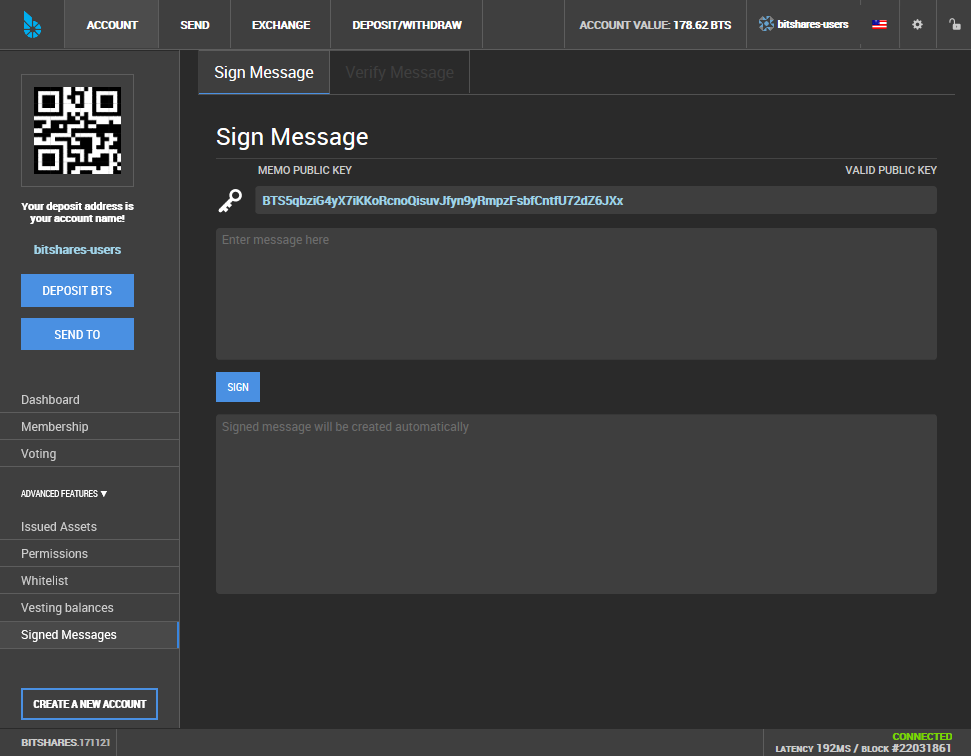 ACCOUNT SEND EXCHANGE DEPOSIT/WITHDRAW ACCOUNT VALUE: 178.62 BTS bitshares-users
Sign Message Verify Message
Your deposit address is
your account name!
bitshares-users
DEPOSIT BTS
SEND TO
Dashboard
Membership
Voting
ADVANCED FEATURES ▼
Issued Assets
Permissions
Whitelist
Vesting balances
Signed Messages
CREATE A NEW ACCOUNT
Sign Message
MEMO PUBLIC KEY VALID PUBLIC KEY
BTS5qbziG4yX7iKKoRcnoQisuvJfyn9yRmpzFsbfCntfU72dZ6JXx
Enter message here
SIGN
Signed message will be created automatically
BITSHARES.171121
CONNECTED
LATENCY 192MS / BLOCK #22031861